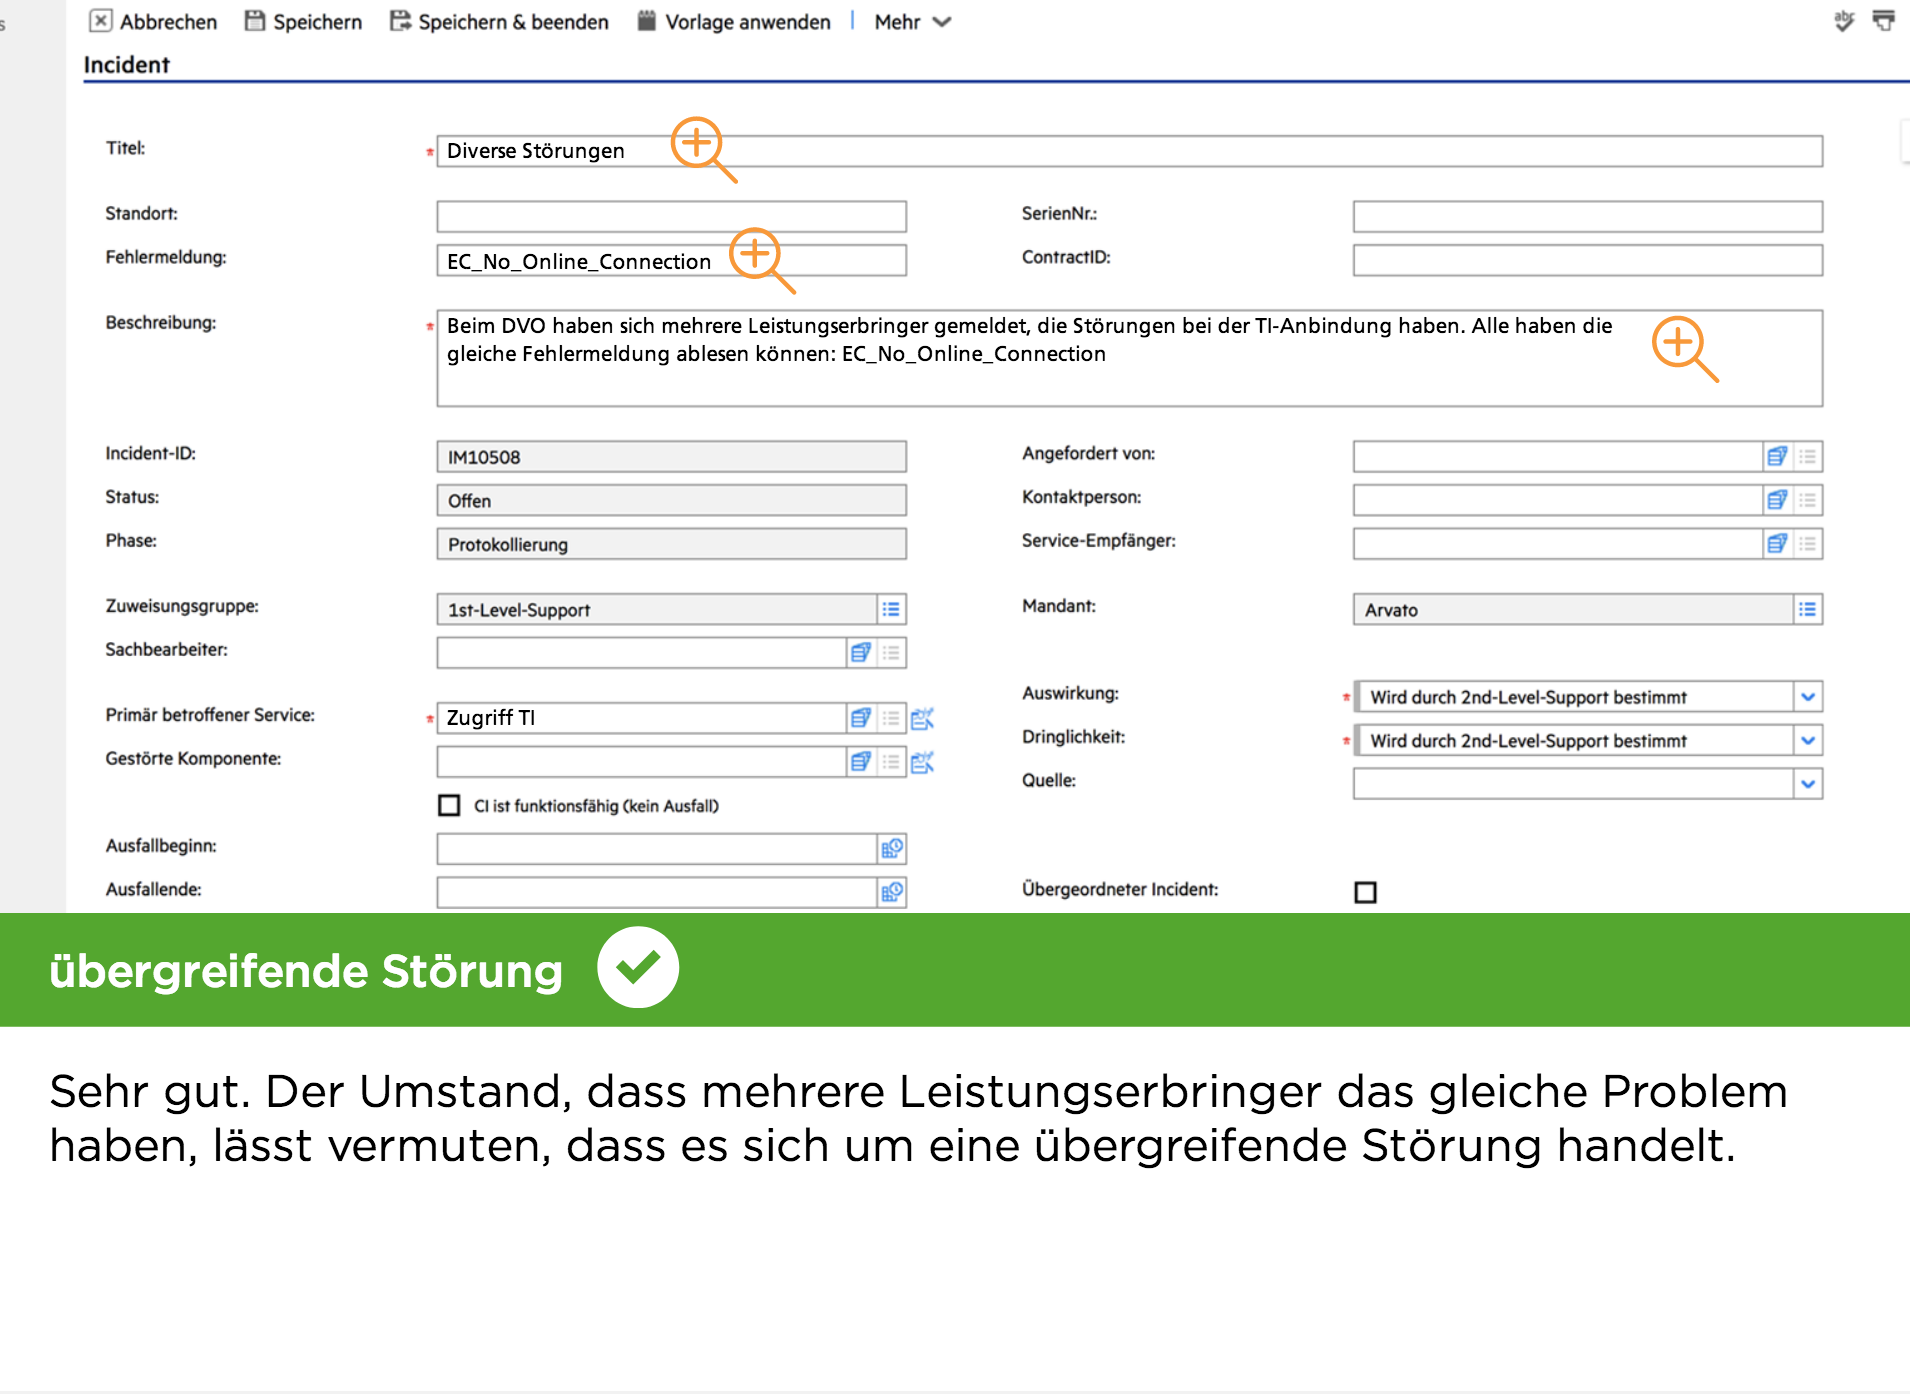 s
Abbrechen Speichern Speichern & beenden Vorlage anwenden Mehr
abc
Incident
Titel: * Diverse Störungen
Standort: SerienNr.:
Fehlermeldung: EC_No_Online_Connection ContractID:
Beschreibung: * Beim DVO haben sich mehrere Leistungserbringer gemeldet, die Störungen bei der TI-Anbindung haben. Alle haben die
gleiche Fehlermeldung ablesen können: EC_No_Online_Connection
Incident-ID: IM10508 Angefordert von:
Status: Offen Kontaktperson:
Phase: Protokollierung Service-Empfänger:
Zuweisungsgruppe: 1st-Level-Support Mandant: Arvato
Sachbearbeiter:
Auswirkung: * Wird durch 2nd-Level-Support bestimmt
Primär betroffener Service: * Zugriff TI
Dringlichkeit: * Wird durch 2nd-Level-Support bestimmt
Gestörte Komponente:
Quelle:
CI ist funktionsfähig (kein Ausfall)
Ausfallbeginn:
Ausfallende: Übergeordneter Incident:
übergreifende Störung
Sehr gut. Der Umstand, dass mehrere Leistungserbringer das gleiche Problem
haben, lässt vermuten, dass es sich um eine übergreifende Störung handelt.